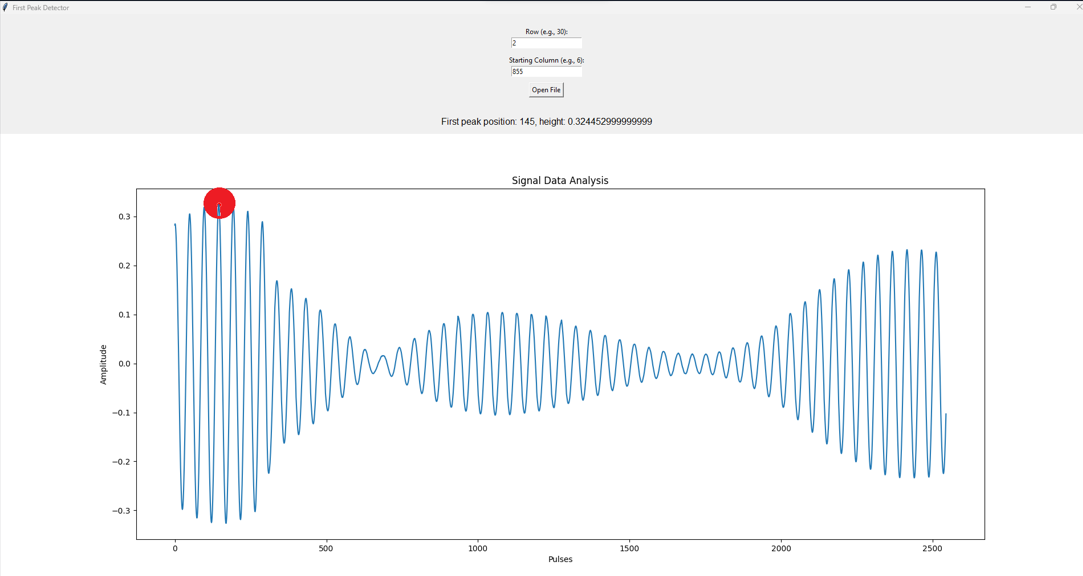 First Peak Detector
Row (e.g., 30):
2
Starting Column (e.g., 6):
855
Open File
First peak position: 145, height: 0.324452999999999
Signal Data Analysis
0.3
0.2
0.1
0.0
−0.1
−0.2
−0.3
Amplitude
0 500 1000 1500 2000 2500
Pulses